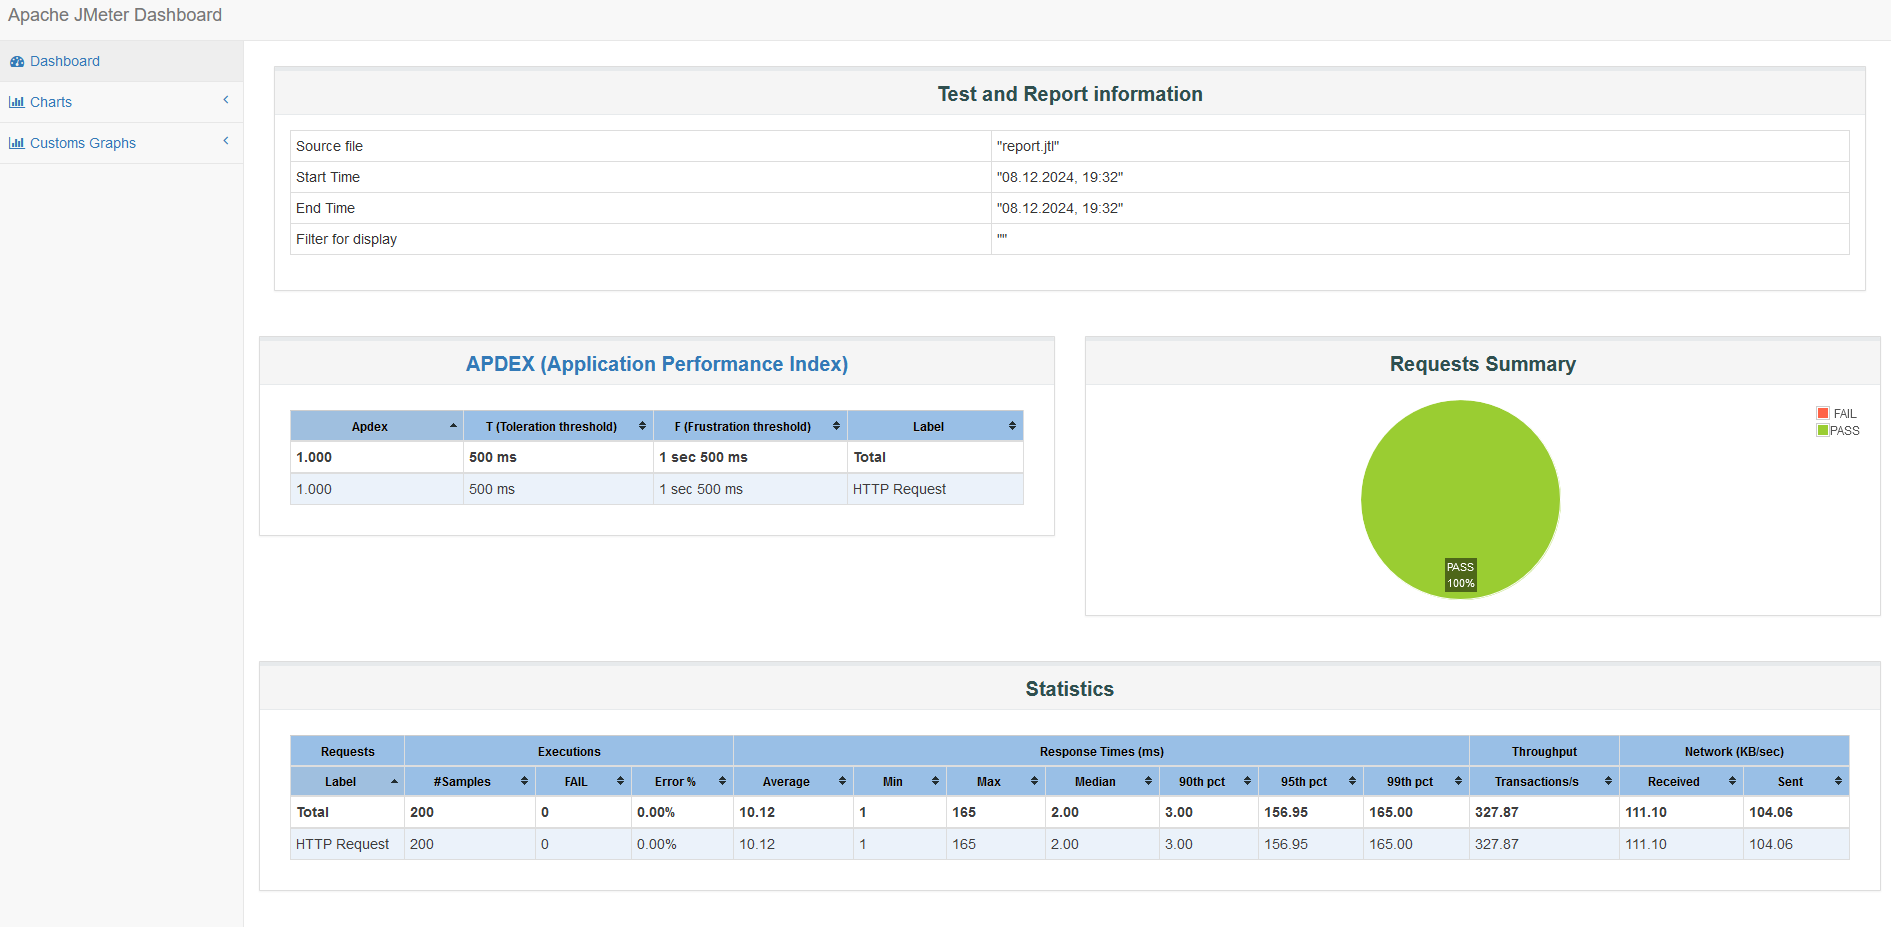 Apache JMeter Dashboard
Dashboard
Charts
Customs Graphs
Test and Report information
Source file "report.jtl"
Start Time "08.12.2024, 19:32"
End Time "08.12.2024, 19:32"
Filter for display ""
APDEX (Application Performance Index)
Apdex T (Toleration threshold) F (Frustration threshold) Label
1.000 500 ms 1 sec 500 ms Total
1.000 500 ms 1 sec 500 ms HTTP Request
Requests Summary
FAIL
PASS
PASS
100%
Statistics
Requests Executions Response Times (ms) Throughput Network (KB/sec)
Label #Samples FAIL Error % Average Min Max Median 90th pct 95th pct 99th pct Transactions/s Received Sent
Total 200 0 0.00% 10.12 1 165 2.00 3.00 156.95 165.00 327.87 111.10 104.06
HTTP Request 200 0 0.00% 10.12 1 165 2.00 3.00 156.95 165.00 327.87 111.10 104.06